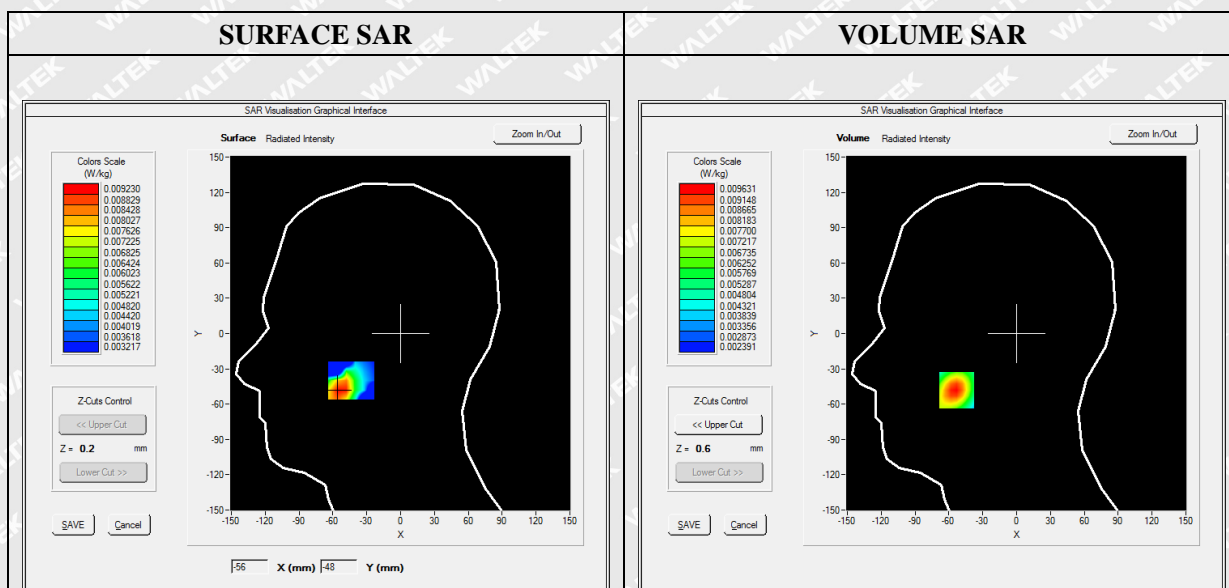 SURFACE SAR
VOLUME SAR
SAR Visualisation Graphical Interface
Surface Radiated Intensity
Zoom In/Out
Colors Scale
(W/kg)
0.009230
0.008829
0.008428
0.008027
0.007626
0.007225
0.006825
0.006424
0.006023
0.005622
0.005221
0.004820
0.004420
0.004019
0.003618
0.003217
Z-Cuts Control
<< Upper Cut
Z = 0.2 mm
Lower Cut >>
SAVE Cancel
150
120
90
60
30
0
-30
-60
-90
-120
-150
Y
-150 -120 -90 -60 -30 0 30 60 90 120 150
X
-56 X (mm) -48 Y (mm)
SAR Visualisation Graphical Interface
Volume Radiated Intensity
Zoom In/Out
Colors Scale
(W/kg)
0.009631
0.009148
0.008665
0.008183
0.007700
0.007217
0.006735
0.006252
0.005769
0.005287
0.004804
0.004321
0.003839
0.003356
0.002873
0.002391
Z-Cuts Control
<< Upper Cut
Z = 0.6 mm
Lower Cut >>
SAVE Cancel
150
120
90
60
30
0
-30
-60
-90
-120
-150
Y
-150 -120 -90 -60 -30 0 30 60 90 120 150
X
WALTEK